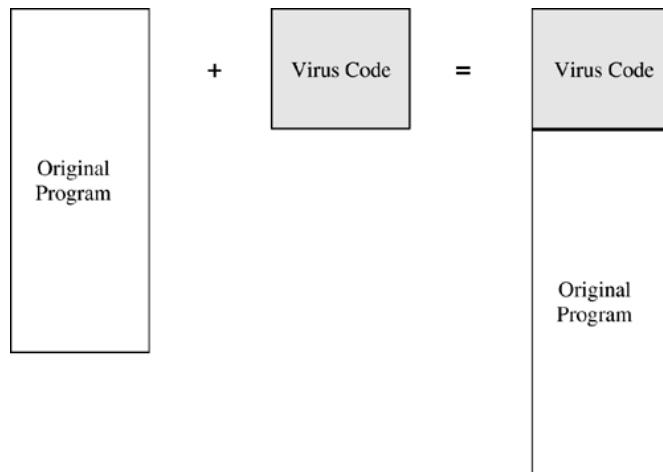 Original
Program
+
Virus Code
=
Virus Code
Original
Program